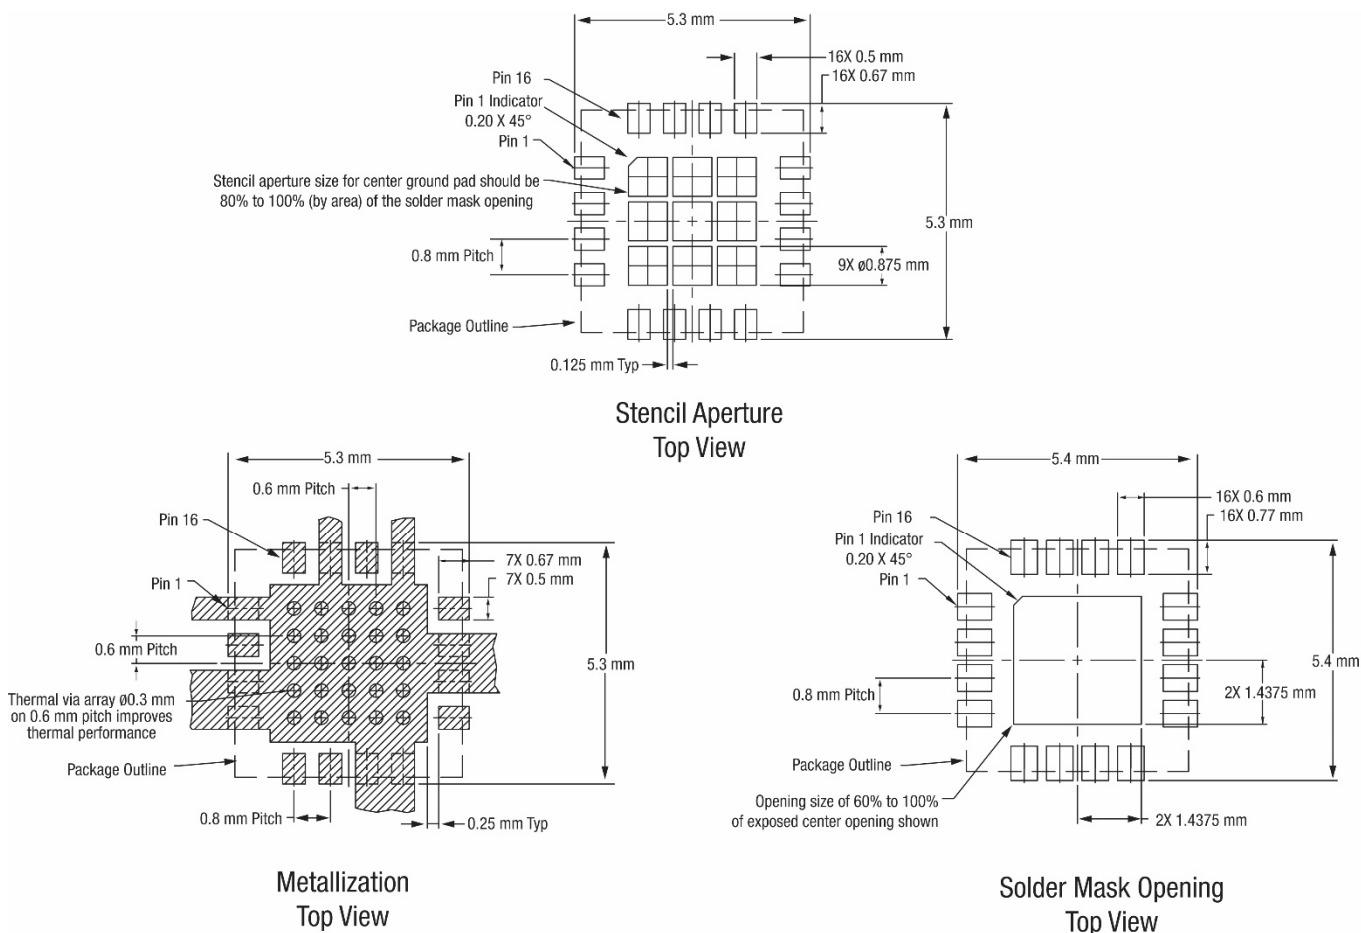 5.3 mm
16X 0.5 mm
16X 0.67 mm
Pin 16
Pin 1 Indicator
0.20 X 45°
Pin 1
Stencil aperture size for center ground pad should be
80% to 100% (by area) of the solder mask opening
5.3 mm
0.8 mm Pitch
9X ø0.875 mm
Package Outline
0.125 mm Typ
Stencil Aperture
Top View
5.3 mm
0.6 mm Pitch
Pin 16
7X 0.67 mm
7X 0.5 mm
Pin 1
0.6 mm Pitch
5.3 mm
Thermal via array ø0.3 mm
on 0.6 mm pitch improves
thermal performance
Package Outline
0.8 mm Pitch
0.25 mm Typ
Metallization
Top View
5.4 mm
16X 0.6 mm
16X 0.77 mm
Pin 16
Pin 1 Indicator
0.20 X 45°
Pin 1
5.4 mm
0.8 mm Pitch
2X 1.4375 mm
Package Outline
Opening size of 60% to 100%
of exposed center opening shown
2X 1.4375 mm
Solder Mask Opening
Top View